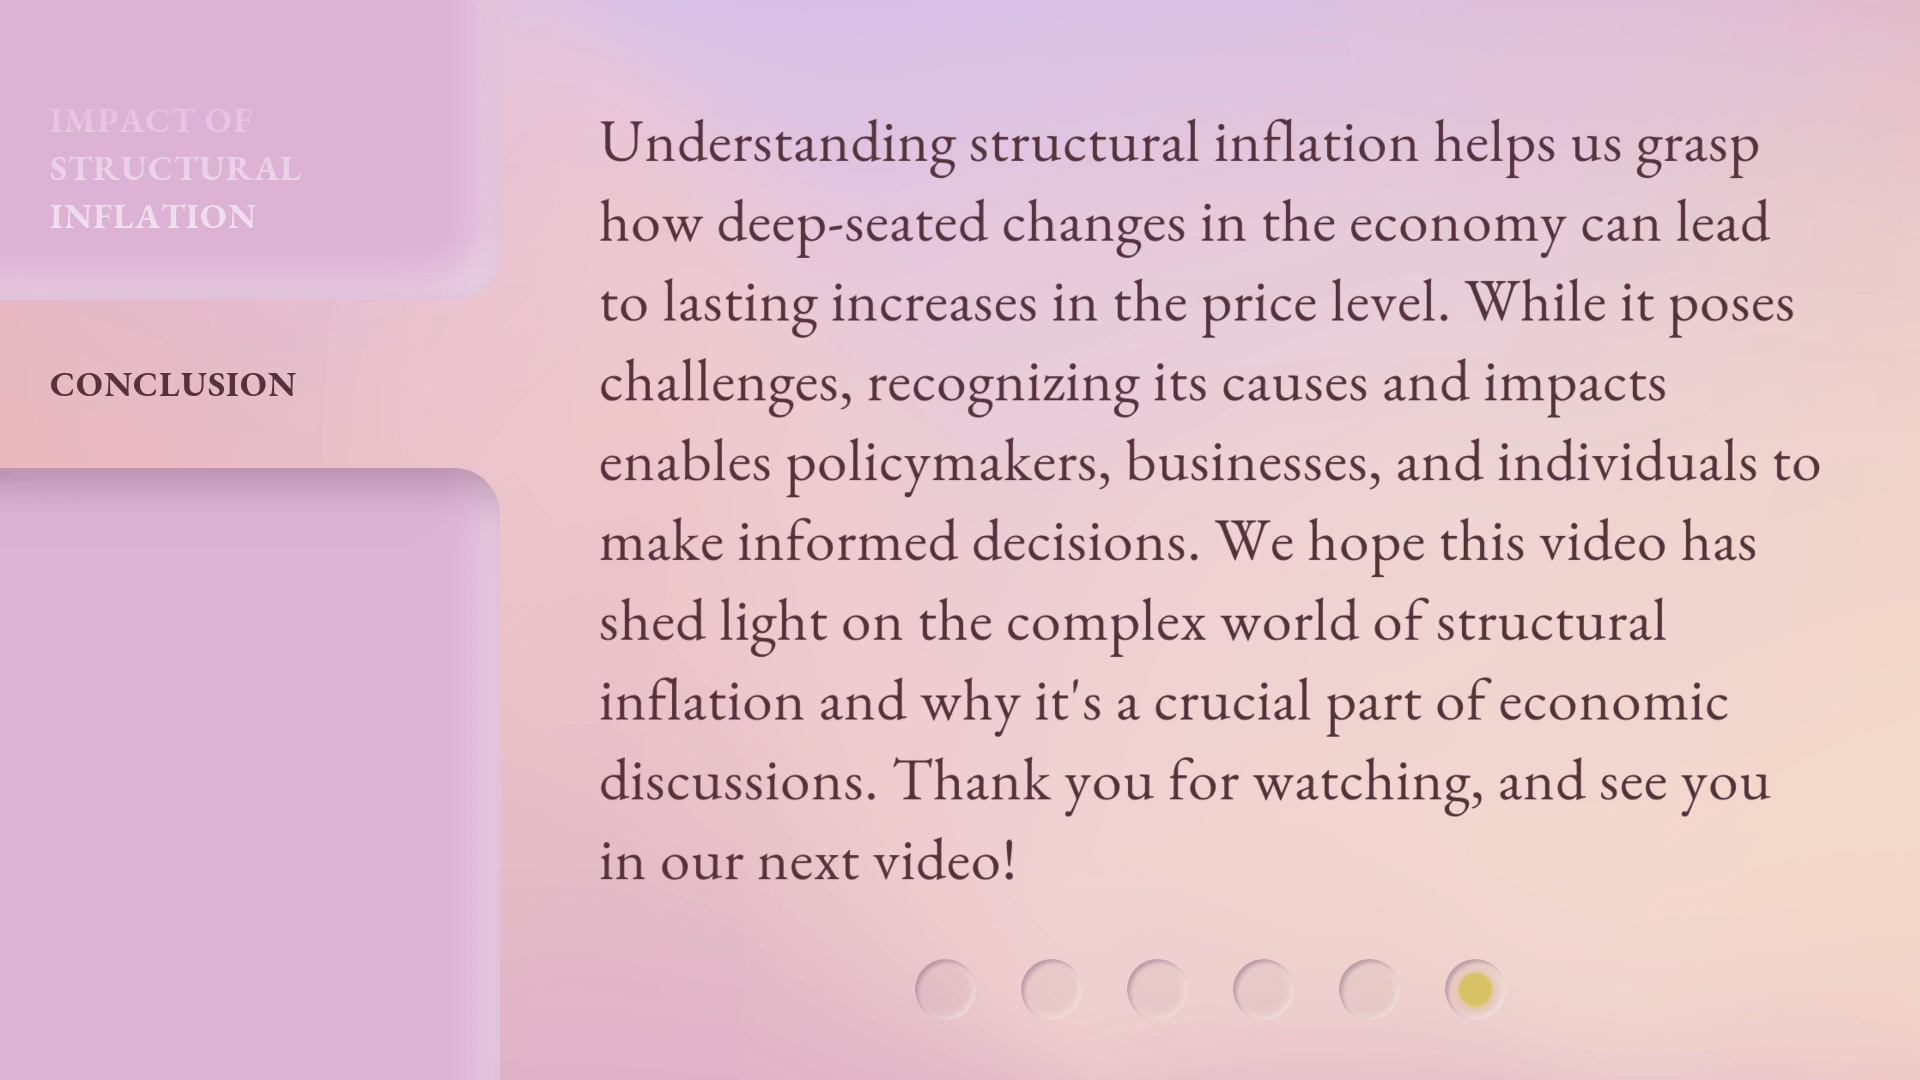 IMPACT OF
STRUCTURAL
INFLATION
CONCLUSION
Understanding structural inflation helps us grasp
how deep-seated changes in the economy can lead
to lasting increases in the price level. While it poses
challenges, recognizing its causes and impacts
enables policymakers, businesses, and individuals to
make informed decisions. We hope this video has
shed light on the complex world of structural
inflation and why it's a crucial part of economic
discussions. Thank you for watching, and see you
in our next video!